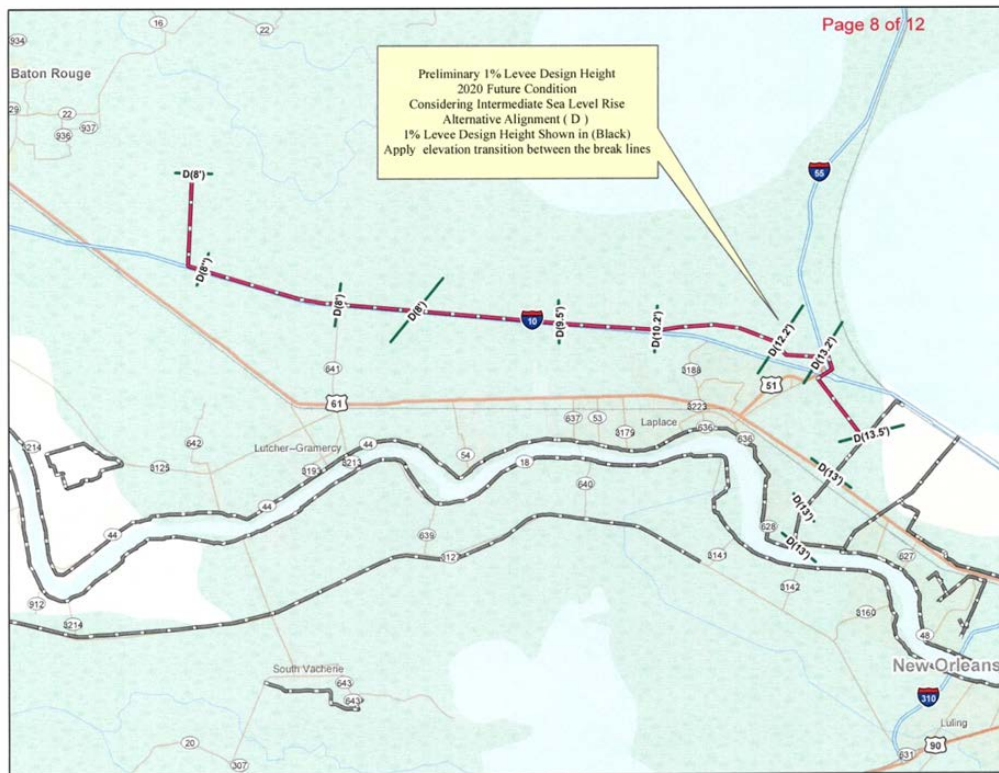 Page 8 of 12
Preliminary 1% Levee Design Height
2020 Future Condition
Considering Intermediate Sea Level Rise
Alternative Alignment ( D )
1% Levee Design Height Shown in (Black)
Apply elevation transition between the break lines
16
22
934
Baton Rouge
29
22
936
937
55
D(8')
D(8')
D(8')
D(8')
10
D(9.5')
D(10.2')
D(12.2')
D(13.2')
641
3188
51
61
3223
637
53
Laplace
3179
636
636
D(13.5')
214
642
Lutcher-Gramercy
44
54
3125
3193
3213
18
D(13')
44
640
D(13')
44
639
628
D(13')
312
3141
627
912
3142
3214
3160
48
South Vacherie
New Orleans
643
643
310
Luling
20
307
631
90